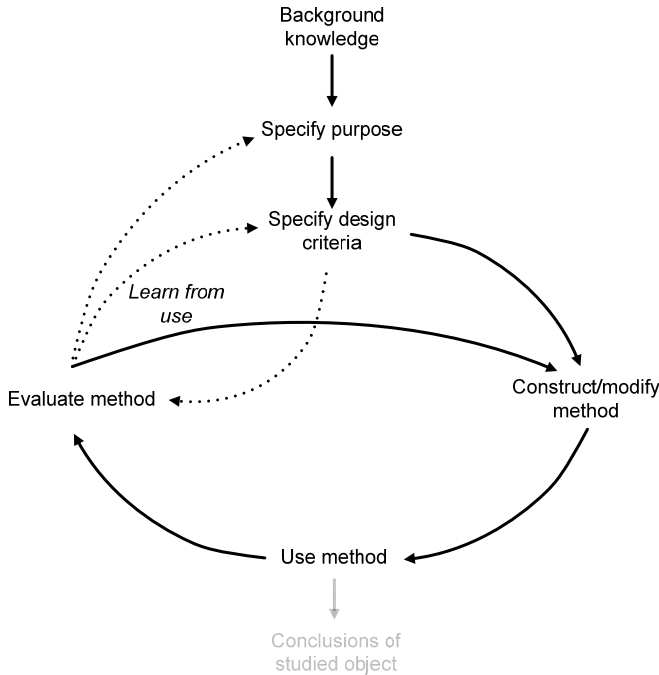 Background
knowledge
Specify purpose
Specify design
criteria
Learn from
use
Evaluate method
Construct/modify
method
Use method
Conclusions of
studied object